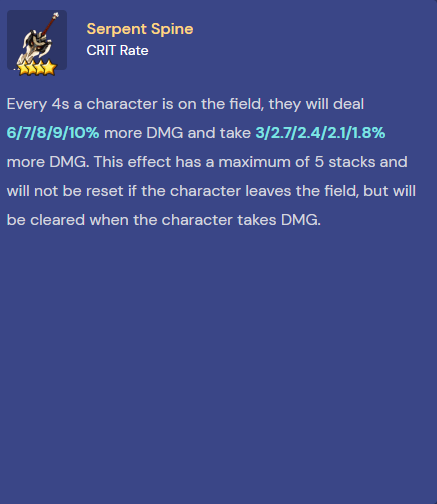 Serpent Spine
CRIT Rate
Every 4s a character is on the field, they will deal
6/7/8/9/10% more DMG and take 3/2.7/2.4/2.1/1.8%
more DMG. This effect has a maximum of 5 stacks and
will not be reset if the character leaves the field, but will
be cleared when the character takes DMG.